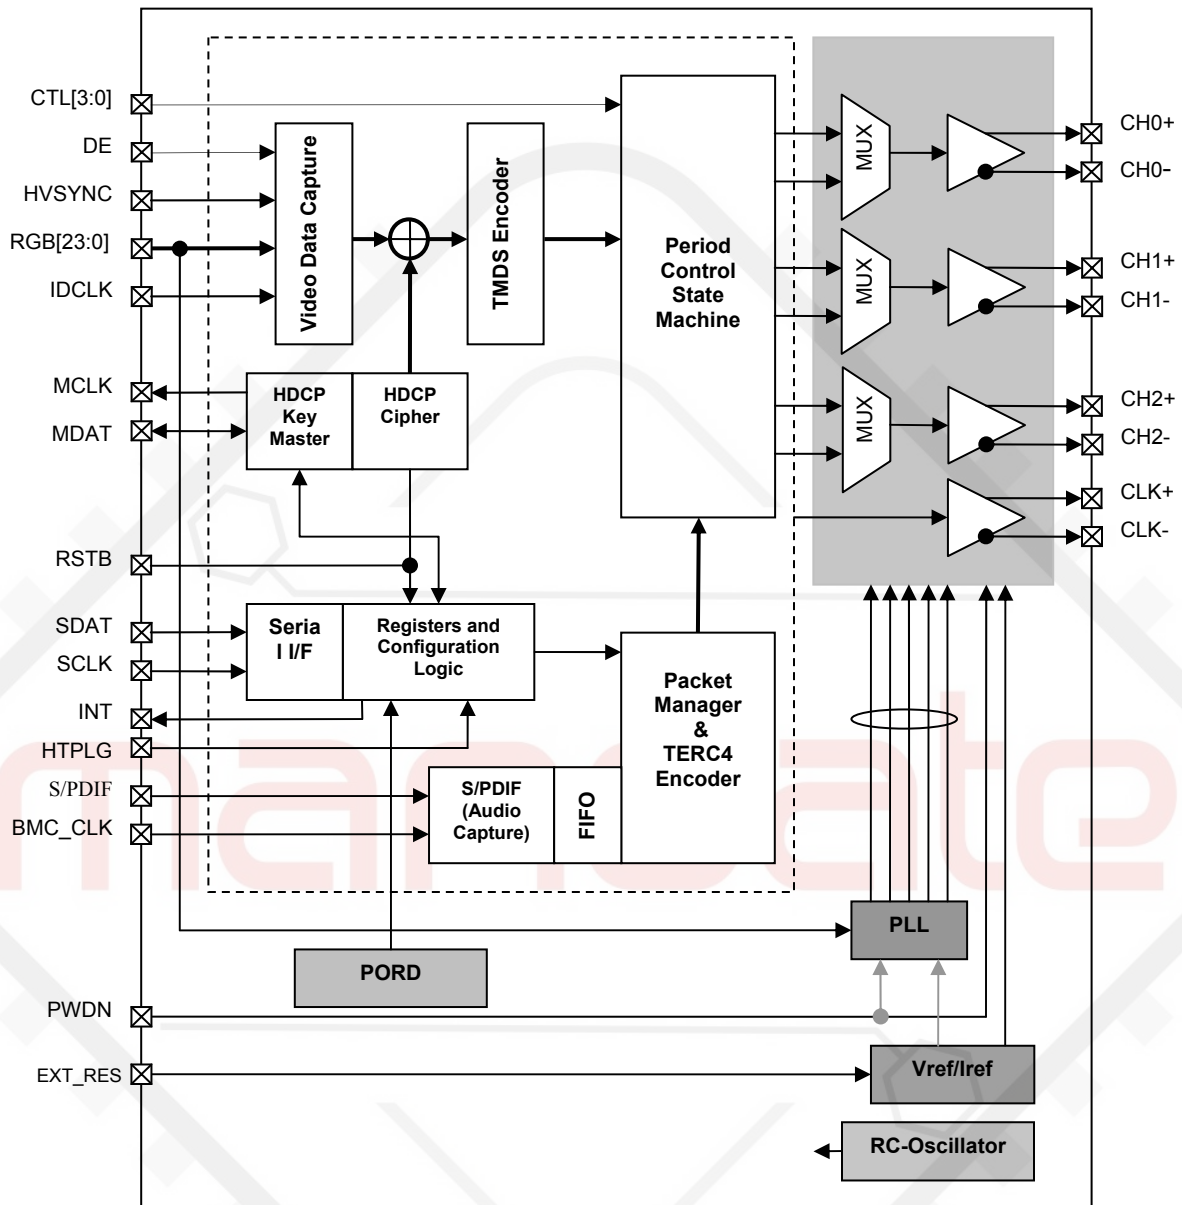 CTL[3:0]
DE
HVSYNC
RGB[23:0]
IDCLK
MCLK
MDAT
RSTB
SDAT
SCLK
INT
HTPLG
S/PDIF
BMC_CLK
PWDN
EXT_RES
Video Data Capture
TMDS Encoder
HDCP
Key
Master
HDCP
Cipher
Period
Control
State
Machine
MUX
MUX
MUX
CH0+
CH0-
CH1+
CH1-
CH2+
CH2-
CLK+
CLK-
Seria
l I/F
Registers and
Configuration
Logic
Packet
Manager
&
TERC4
Encoder
S/PDIF
(Audio
Capture)
FIFO
PORD
PLL
Vref/Iref
RC-Oscillator